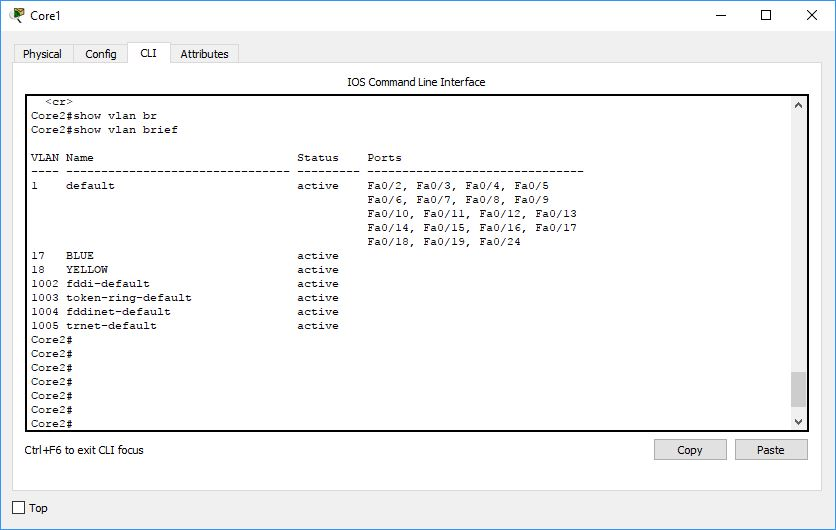 Core1
Physical Config CLI Attributes
IOS Command Line Interface
<cr>
Core2#show vlan br
Core2#show vlan brief
VLAN Name Status Ports
---- -------------------------------- --------- -------------------------------
1 default active Fa0/2, Fa0/3, Fa0/4, Fa0/5
Fa0/6, Fa0/7, Fa0/8, Fa0/9
Fa0/10, Fa0/11, Fa0/12, Fa0/13
Fa0/14, Fa0/15, Fa0/16, Fa0/17
Fa0/18, Fa0/19, Fa0/24
17 BLUE active
18 YELLOW active
1002 fddi-default active
1003 token-ring-default active
1004 fddinet-default active
1005 trnet-default active
Core2#
Core2#
Core2#
Core2#
Core2#
Core2#
Core2#
Ctrl+F6 to exit CLI focus
Copy Paste
Top